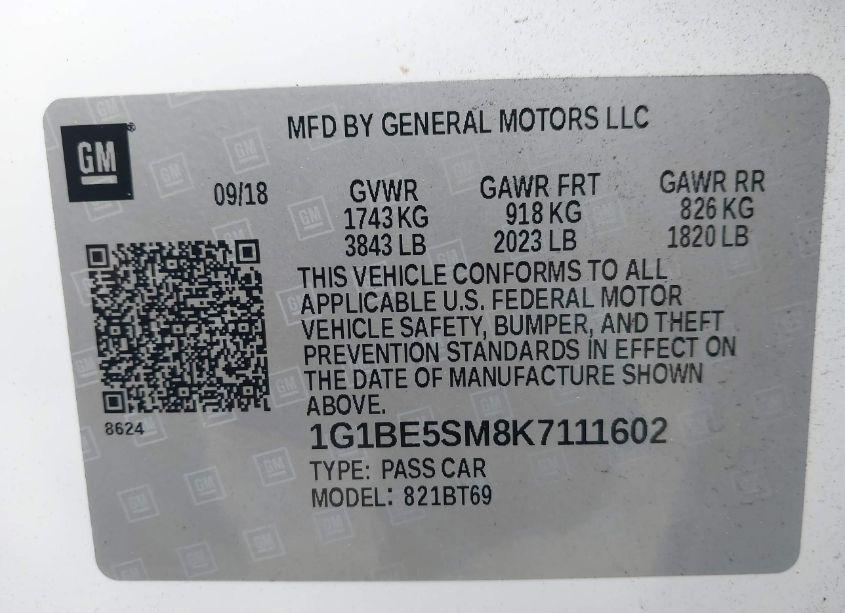 GM
MFD BY GENERAL MOTORS LLC
09/18 GVWR GAWR FRT GAWR RR
1743 KG 918 KG 826 KG
3843 LB 2023 LB 1820 LB
THIS VEHICLE CONFORMS TO ALL
APPLICABLE U.S. FEDERAL MOTOR
VEHICLE SAFETY, BUMPER, AND THEFT
PREVENTION STANDARDS IN EFFECT ON
THE DATE OF MANUFACTURE SHOWN
ABOVE.
8624
1G1BE5SM8K7111602
TYPE: PASS CAR
MODEL: 821BT69